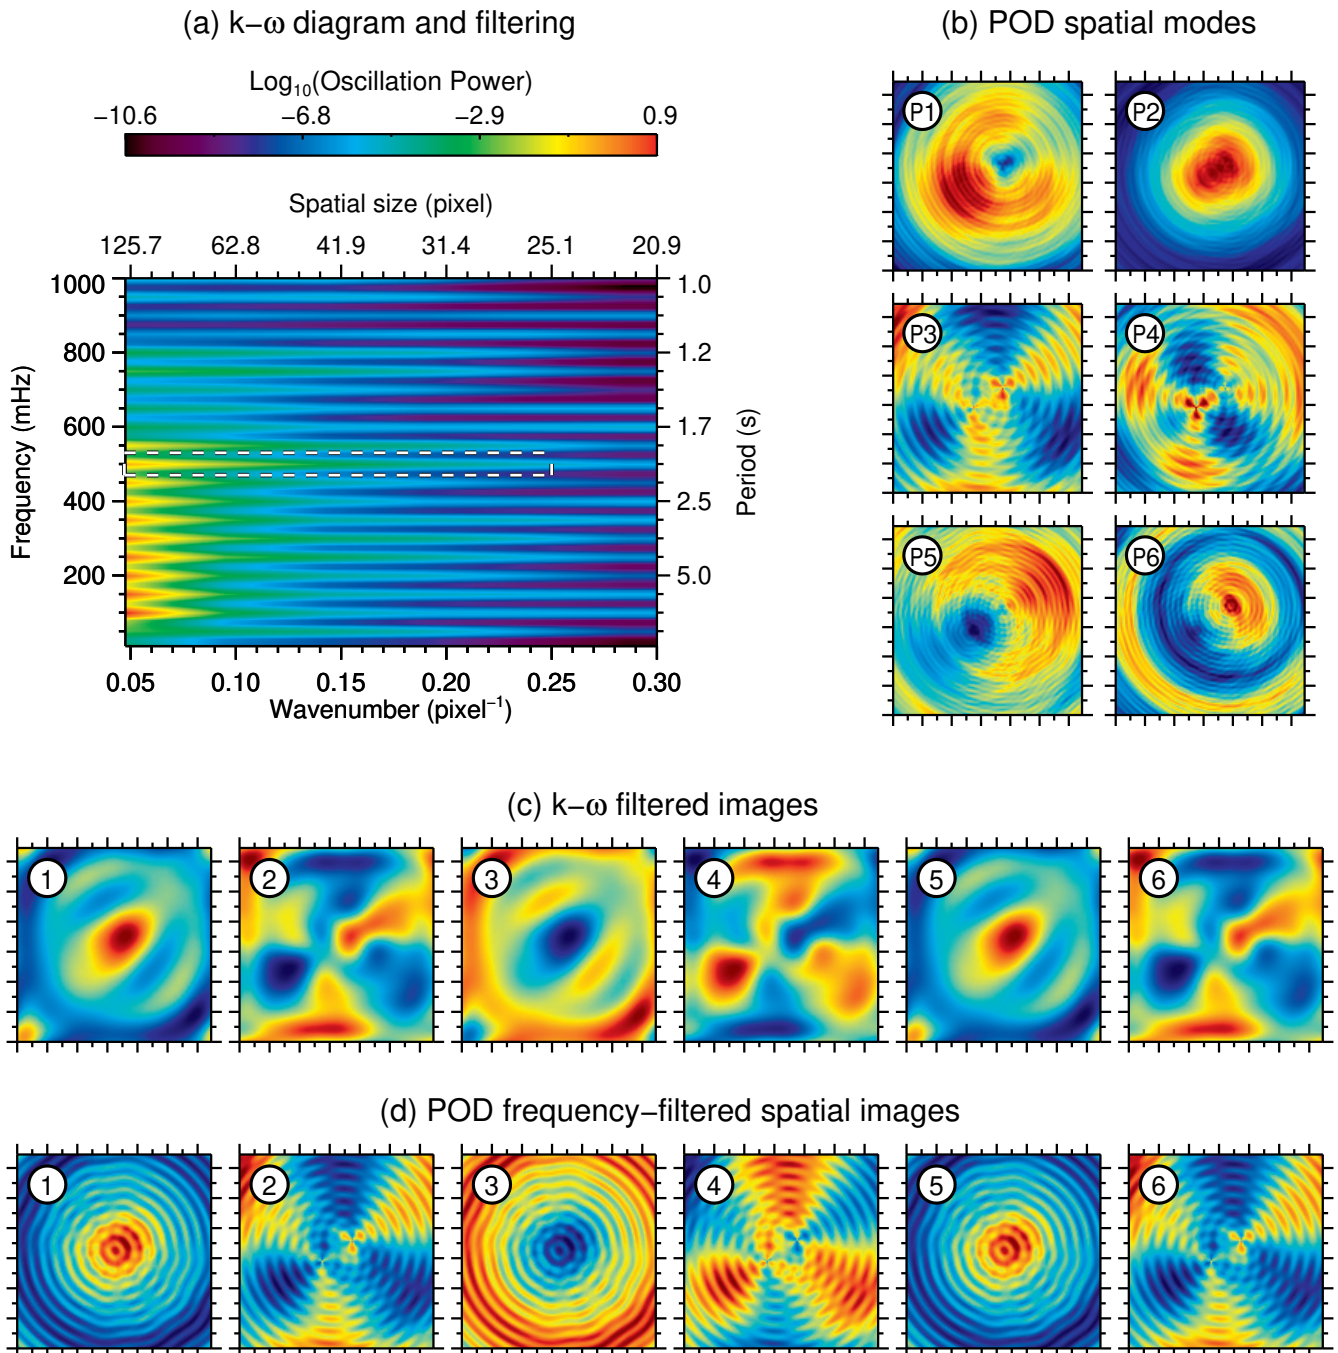 (a) k−ω diagram and filtering
(b) POD spatial modes
Log10(Oscillation Power)
−10.6 −6.8 −2.9 0.9
Spatial size (pixel)
125.7 62.8 41.9 31.4 25.1 20.9
1000 800 600 400 200
Frequency (mHz)
1.0 1.2 1.7 2.5 5.0
Period (s)
0.05 0.10 0.15 0.20 0.25 0.30
Wavenumber (pixel−1)
P1 P2
P3 P4
P5 P6
(c) k−ω filtered images
1 2 3 4 5 6
(d) POD frequency−filtered spatial images
1 2 3 4 5 6